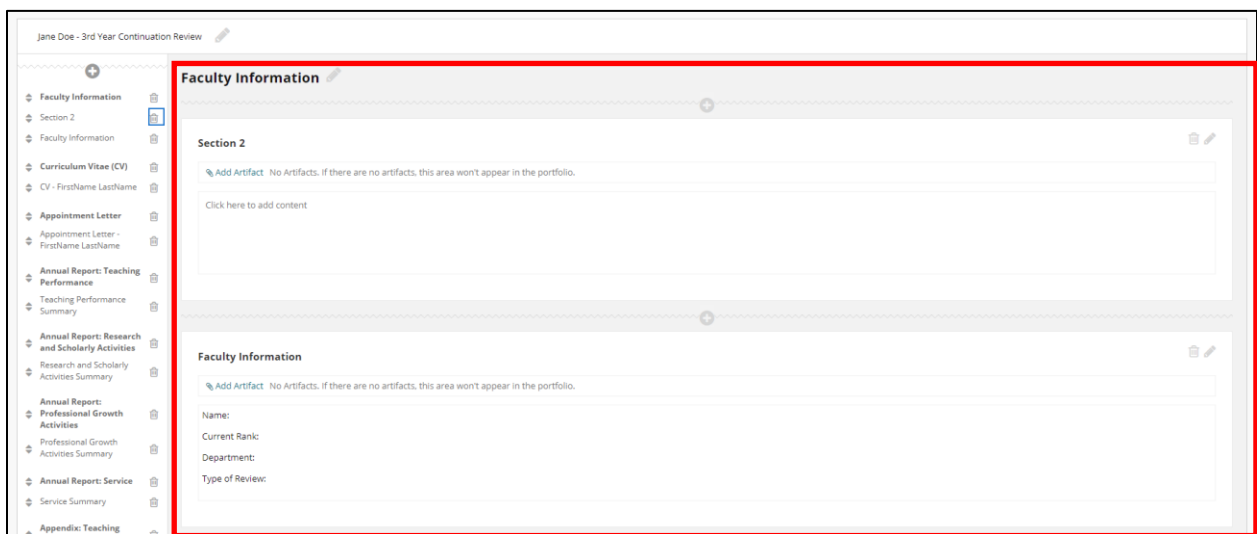 Jane Doe - 3rd Year Continuation Review
Faculty Information
Section 2
Faculty Information
Curriculum Vitae (CV)
CV - FirstName LastName
Appointment Letter
Appointment Letter -
FirstName LastName
Annual Report: Teaching
Performance
Teaching Performance
Summary
Annual Report: Research
and Scholarly Activities
Research and Scholarly
Activities Summary
Annual Report:
Professional Growth
Activities
Professional Growth
Activities Summary
Annual Report: Service
Service Summary
Appendix: Teaching
Faculty Information
Section 2
Add Artifact No Artifacts. If there are no artifacts, this area won't appear in the portfolio.
Click here to add content
Faculty Information
Add Artifact No Artifacts. If there are no artifacts, this area won't appear in the portfolio.
Name:
Current Rank:
Department:
Type of Review: